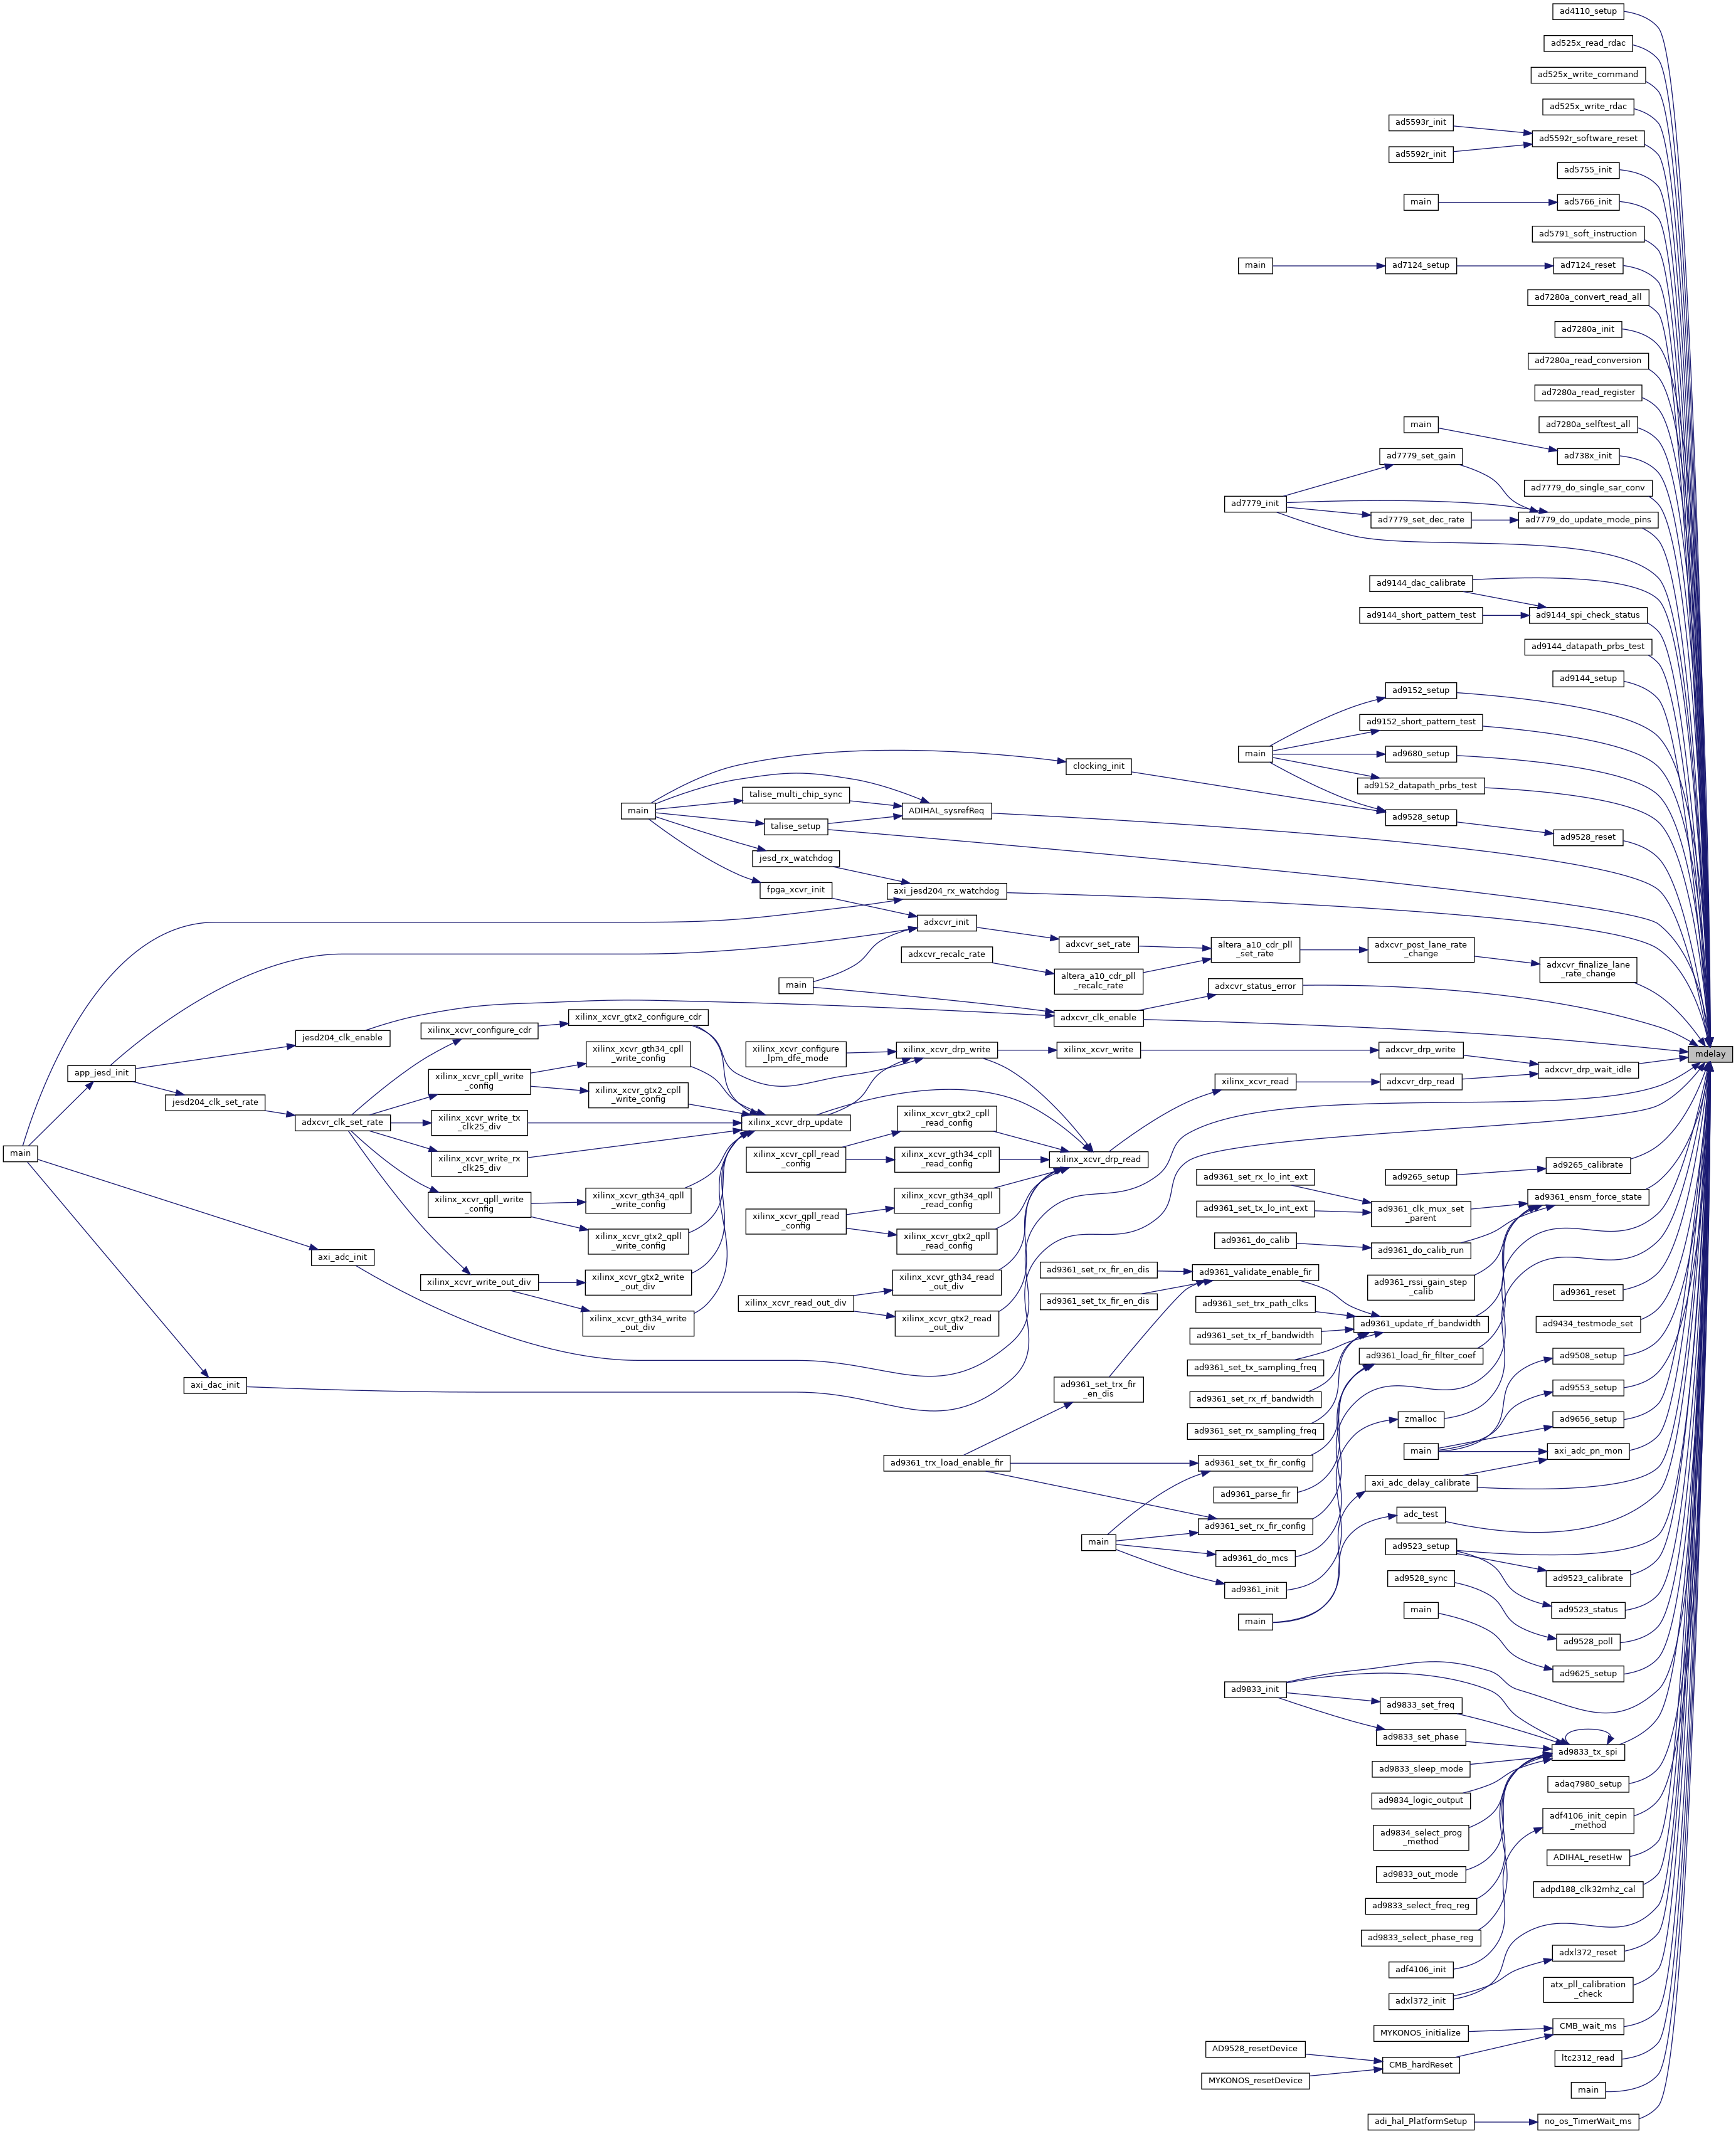 ad4110_setup
ad525x_read_rdac
ad525x_write_command
ad525x_write_rdac
ad5593r_init
ad5592r_software_reset
ad5592r_init
ad5755_init
main
ad5766_init
ad5791_soft_instruction
main
ad7124_setup
ad7124_reset
ad7280a_convert_read_all
ad7280a_init
ad7280a_read_conversion
ad7280a_read_register
main
ad7280a_selftest_all
ad7779_set_gain
ad738x_init
ad7779_do_single_sar_conv
ad7779_init
ad7779_set_dec_rate
ad7779_do_update_mode_pins
ad9144_dac_calibrate
ad9144_short_pattern_test
ad9144_spi_check_status
ad9144_datapath_prbs_test
ad9144_setup
ad9152_setup
ad9152_short_pattern_test
main
ad9680_setup
clocking_init
ad9152_datapath_prbs_test
talise_multi_chip_sync
main
ADIHAL_sysrefReq
ad9528_setup
talise_setup
ad9528_reset
jesd_rx_watchdog
fpga_xcvr_init
axi_jesd204_rx_watchdog
adxcvr_init
adxcvr_set_rate
altera_a10_cdr_pll
_set_rate
adxcvr_post_lane_rate
_change
adxcvr_recalc_rate
adxcvr_finalize_lane
_rate_change
altera_a10_cdr_pll
_recalc_rate
main
adxcvr_status_error
adxcvr_clk_enable
xilinx_xcvr_gtx2_configure_cdr
xilinx_xcvr_configure_cdr
jesd204_clk_enable
xilinx_xcvr_gth34_cpll
_write_config
xilinx_xcvr_configure
_lpm_dfe_mode
xilinx_xcvr_drp_write
xilinx_xcvr_write
adxcvr_drp_write
mdelay
adxcvr_drp_wait_idle
app_jesd_init
xilinx_xcvr_cpll_write
_config
xilinx_xcvr_gtx2_cpll
_write_config
xilinx_xcvr_read
adxcvr_drp_read
jesd204_clk_set_rate
adxcvr_clk_set_rate
xilinx_xcvr_write_tx
_clk25_div
xilinx_xcvr_drp_update
xilinx_xcvr_gtx2_cpll
_read_config
main
xilinx_xcvr_write_rx
_clk25_div
xilinx_xcvr_cpll_read
_config
xilinx_xcvr_gth34_cpll
_read_config
xilinx_xcvr_drp_read
ad9265_setup
ad9265_calibrate
xilinx_xcvr_qpll_write
_config
xilinx_xcvr_gth34_qpll
_write_config
xilinx_xcvr_gth34_qpll
_read_config
ad9361_set_rx_lo_int_ext
ad9361_ensm_force_state
xilinx_xcvr_qpll_read
_config
ad9361_set_tx_lo_int_ext
ad9361_clk_mux_set
_parent
xilinx_xcvr_gtx2_qpll
_write_config
xilinx_xcvr_gtx2_qpll
_read_config
ad9361_do_calib
ad9361_do_calib_run
axi_adc_init
xilinx_xcvr_write_out_div
xilinx_xcvr_gtx2_write
_out_div
xilinx_xcvr_gth34_read
_out_div
ad9361_set_rx_fir_en_dis
ad9361_validate_enable_fir
ad9361_rssi_gain_step
_calib
ad9361_reset
xilinx_xcvr_read_out_div
ad9361_set_tx_fir_en_dis
ad9361_set_trx_path_clks
xilinx_xcvr_gth34_write
_out_div
xilinx_xcvr_gtx2_read
_out_div
ad9361_update_rf_bandwidth
ad9434_testmode_set
ad9361_set_tx_rf_bandwidth
ad9361_load_fir_filter_coef
ad9508_setup
ad9361_set_tx_sampling_freq
axi_dac_init
ad9361_set_trx_fir
_en_dis
ad9361_set_rx_rf_bandwidth
ad9553_setup
zmalloc
ad9656_setup
ad9361_set_rx_sampling_freq
main
axi_adc_pn_mon
ad9361_trx_load_enable_fir
ad9361_set_tx_fir_config
axi_adc_delay_calibrate
ad9361_parse_fir
adc_test
ad9361_set_rx_fir_config
main
ad9523_setup
ad9361_do_mcs
ad9528_sync
ad9523_calibrate
ad9361_init
main
ad9523_status
main
ad9528_poll
ad9625_setup
ad9833_init
ad9833_set_freq
ad9833_set_phase
ad9833_tx_spi
ad9833_sleep_mode
adaq7980_setup
ad9834_logic_output
adf4106_init_cepin
_method
ad9834_select_prog
_method
ADIHAL_resetHw
ad9833_out_mode
adpd188_clk32mhz_cal
ad9833_select_freq_reg
ad9833_select_phase_reg
adxl372_reset
adf4106_init
atx_pll_calibration
_check
adxl372_init
CMB_wait_ms
MYKONOS_initialize
AD9528_resetDevice
ltc2312_read
CMB_hardReset
MYKONOS_resetDevice
main
adi_hal_PlatformSetup
no_os_TimerWait_ms